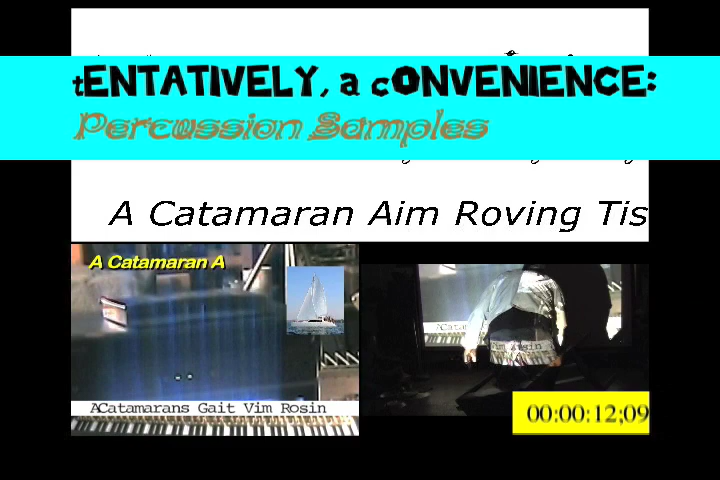 tENTATIVELY, a cONVENIENCE:
Percussion Samples
A Catamaran Aim Roving Tis
A Catamaran A
ACatamarans Gait Vim Rosin
00:00:12;09